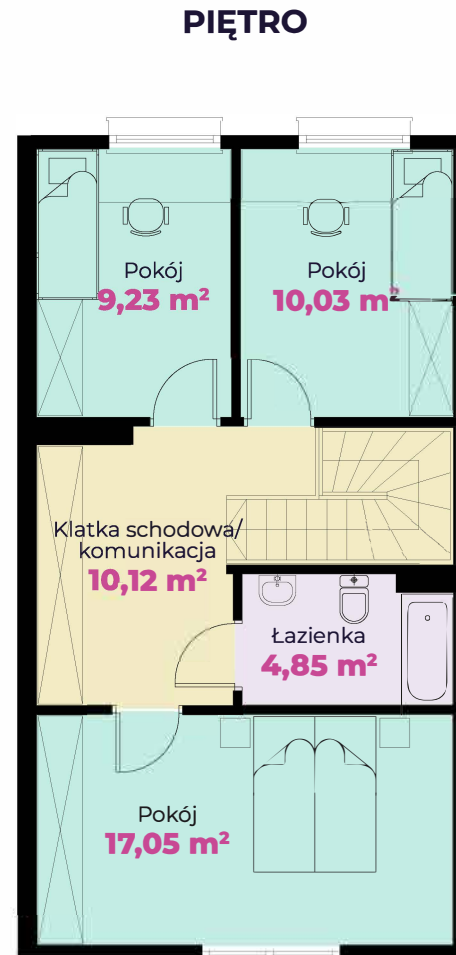 PIĘTRO
Pokój
9,23 m²
Pokój
10,03 m²
Klatka schodowa/
komunikacja
10,12 m²
Łazienka
4,85 m²
Pokój
17,05 m²